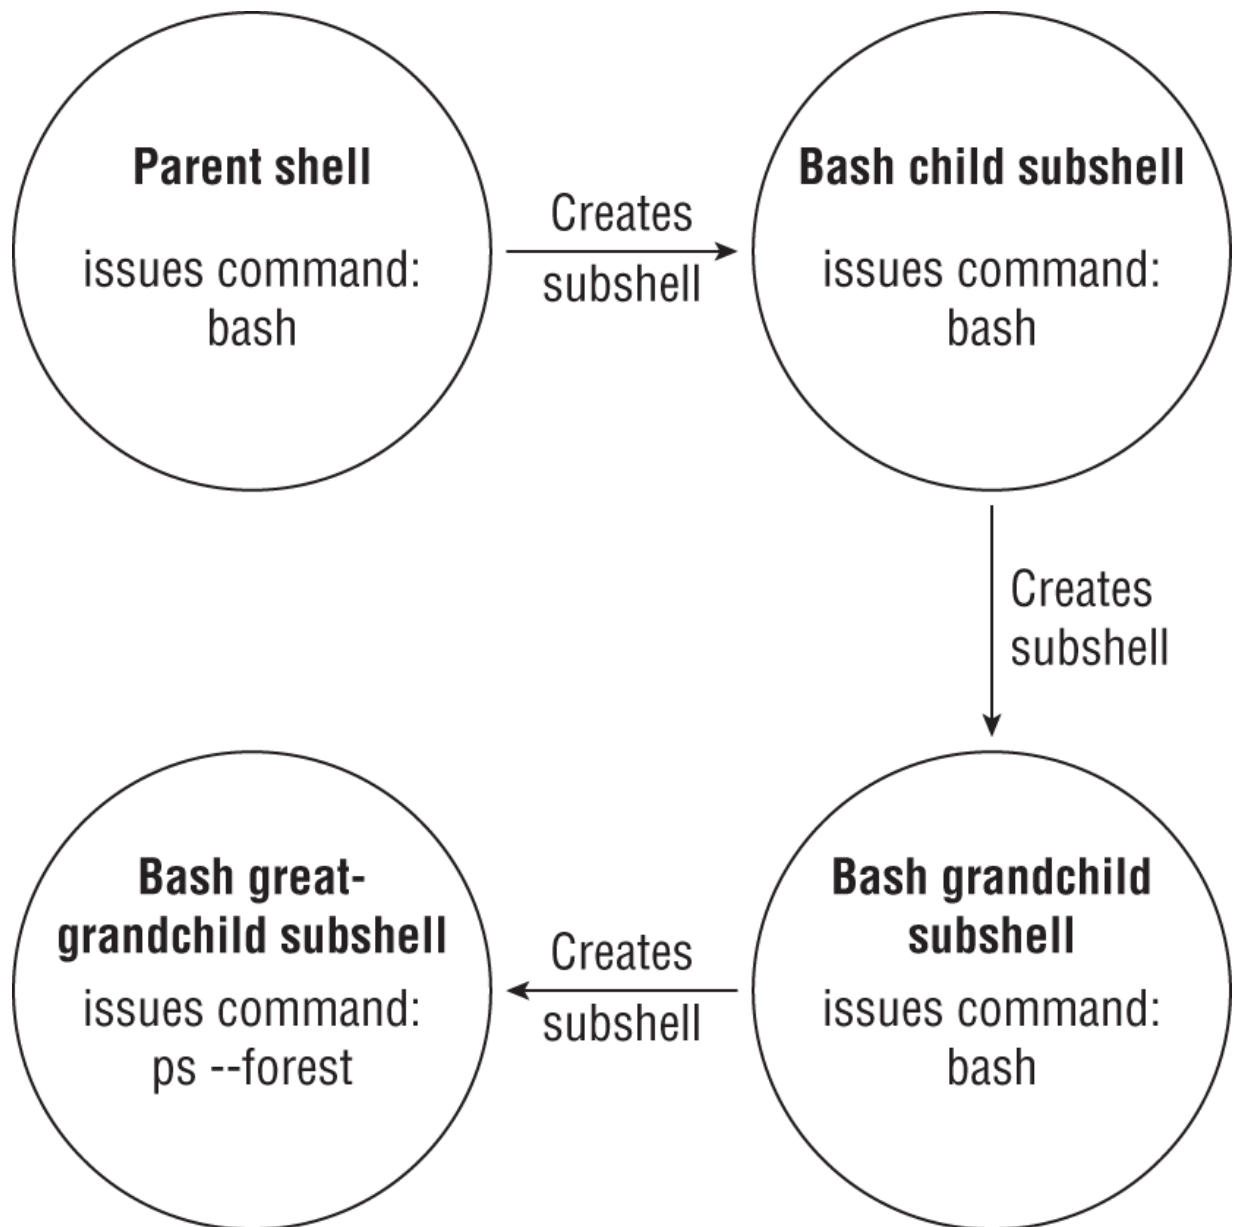 Parent shell
issues command:
bash
Creates
subshell
Bash child subshell
issues command:
bash
Creates
subshell
Bash grandchild
subshell
issues command:
bash
Creates
subshell
Bash great-
grandchild subshell
issues command:
ps --forest